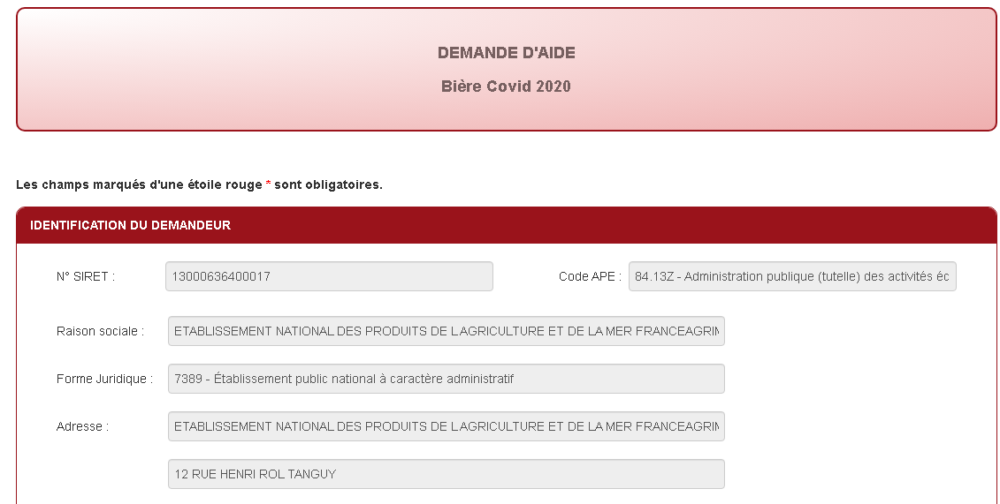 DEMANDE D'AIDE
Bière Covid 2020
Les champs marqués d'une étoile rouge * sont obligatoires.
IDENTIFICATION DU DEMANDEUR
N° SIRET : 13000636400017 Code APE : 84.13Z - Administration publique (tutelle) des activités éc
Raison sociale : ETABLISSEMENT NATIONAL DES PRODUITS DE L AGRICULTURE ET DE LA MER FRANCEAGRIM
Forme Juridique : 7389 - Établissement public national à caractère administratif
Adresse : ETABLISSEMENT NATIONAL DES PRODUITS DE L AGRICULTURE ET DE LA MER FRANCEAGRIM
12 RUE HENRI ROL TANGUY